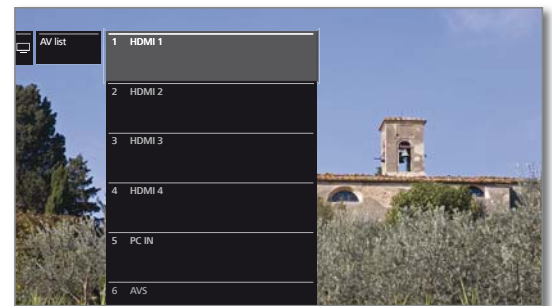 AV list
1 HDMI 1
2 HDMI 2
3 HDMI 3
4 HDMI 4
5 PC IN
6 AVS